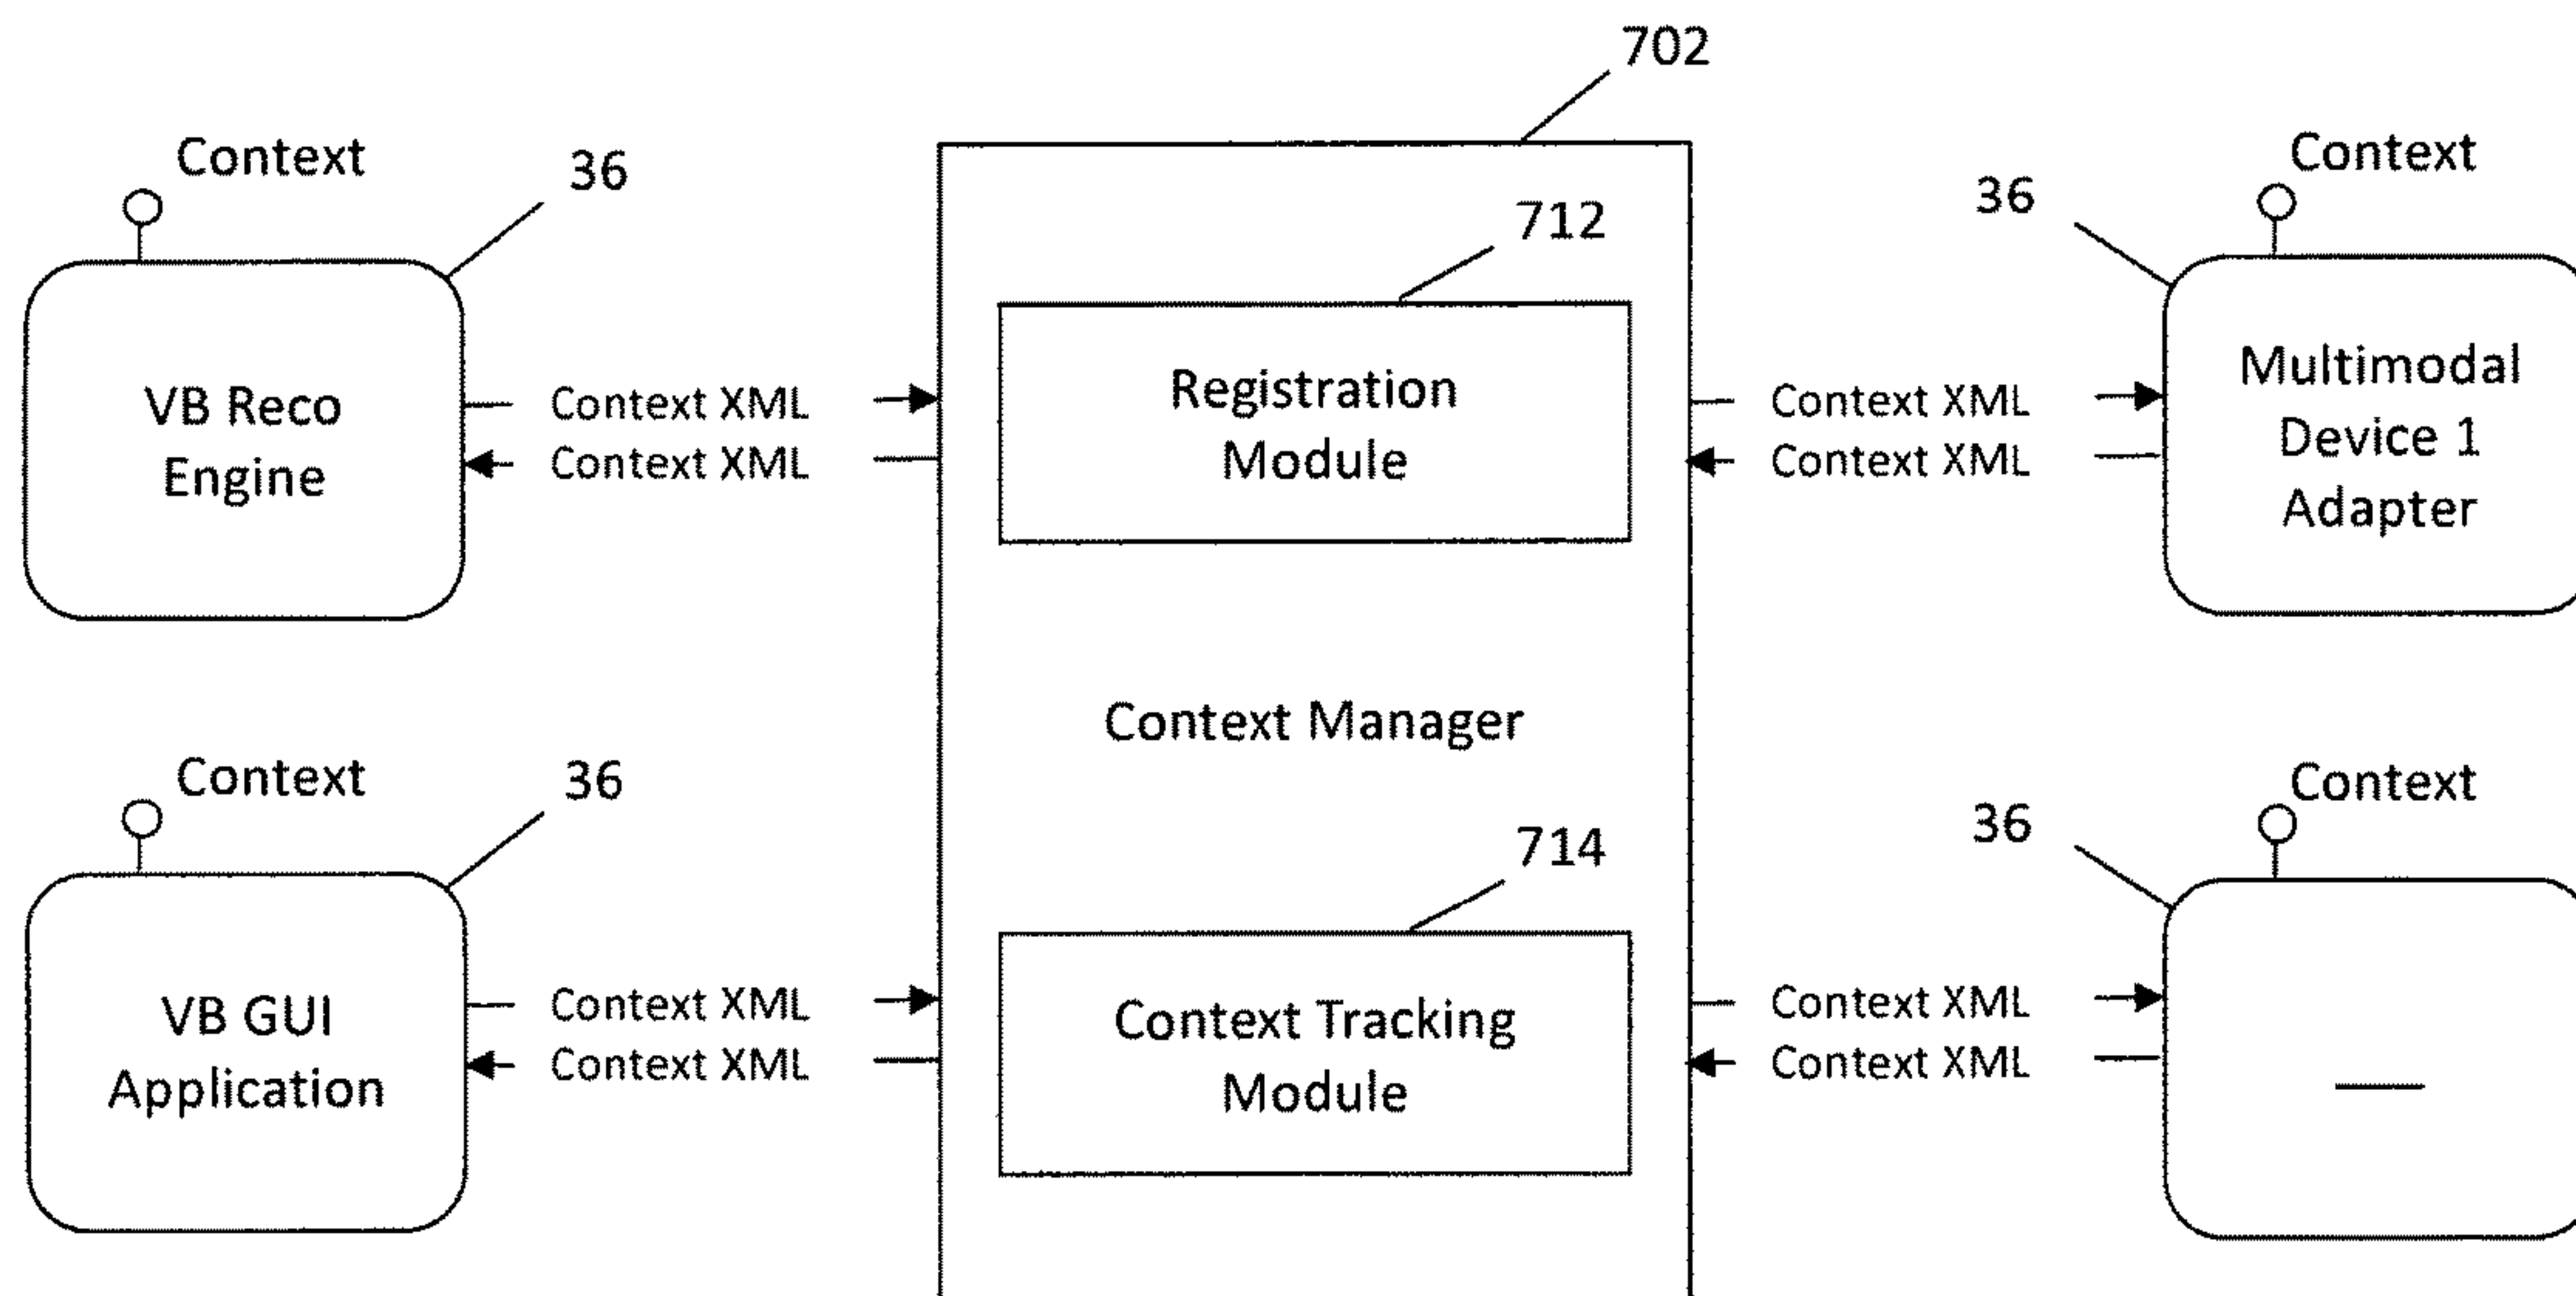 702
Context
36
712
36
Context
VB Reco
Engine
Context XML
Context XML
Registration
Module
Context XML
Context XML
Multimodal
Device 1
Adapter
Context Manager
Context
36
714
36
Context
VB GUI
Application
Context XML
Context XML
Context Tracking
Module
Context XML
Context XML